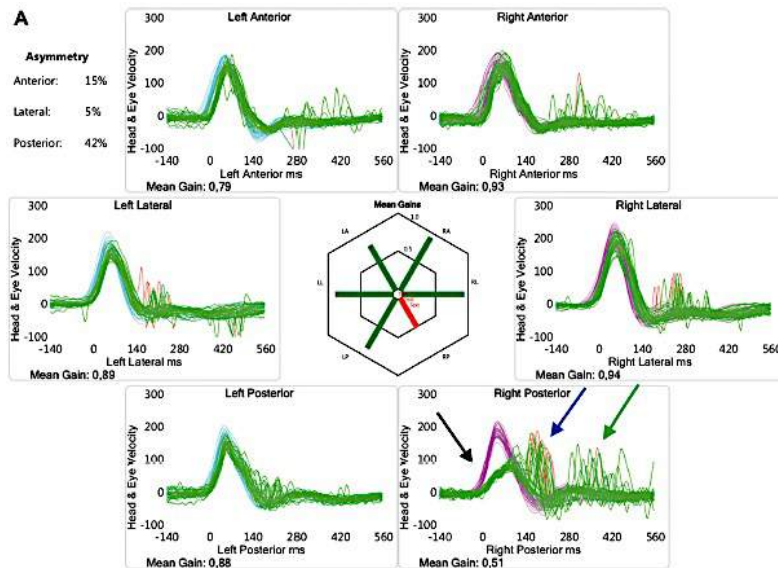 A
Asymmetry
Anterior: 15%
Lateral: 5%
Posterior: 42%
Left Anterior
Head & Eye Velocity
300
200
100
0
-100
-140 0 140 280 420 560
Left Anterior ms
Mean Gain: 0,79
Right Anterior
Head & Eye Velocity
300
200
100
0
-100
-140 0 140 280 420 560
Right Anterior ms
Mean Gain: 0,93
Left Lateral
Head & Eye Velocity
300
200
100
0
-100
-140 0 140 280 420 560
Left Lateral ms
Mean Gain: 0,89
Mean Gains
1.0
0.5
LA RA
LL RL
LP RP
Right Lateral
Head & Eye Velocity
300
200
100
0
-100
-140 0 140 280 420 560
Right Lateral ms
Mean Gain: 0,94
Left Posterior
Head & Eye Velocity
300
200
100
0
-100
-140 0 140 280 420 560
Left Posterior ms
Mean Gain: 0,88
Right Posterior
Head & Eye Velocity
300
200
100
0
-100
-140 0 140 280 420 560
Right Posterior ms
Mean Gain: 0,51